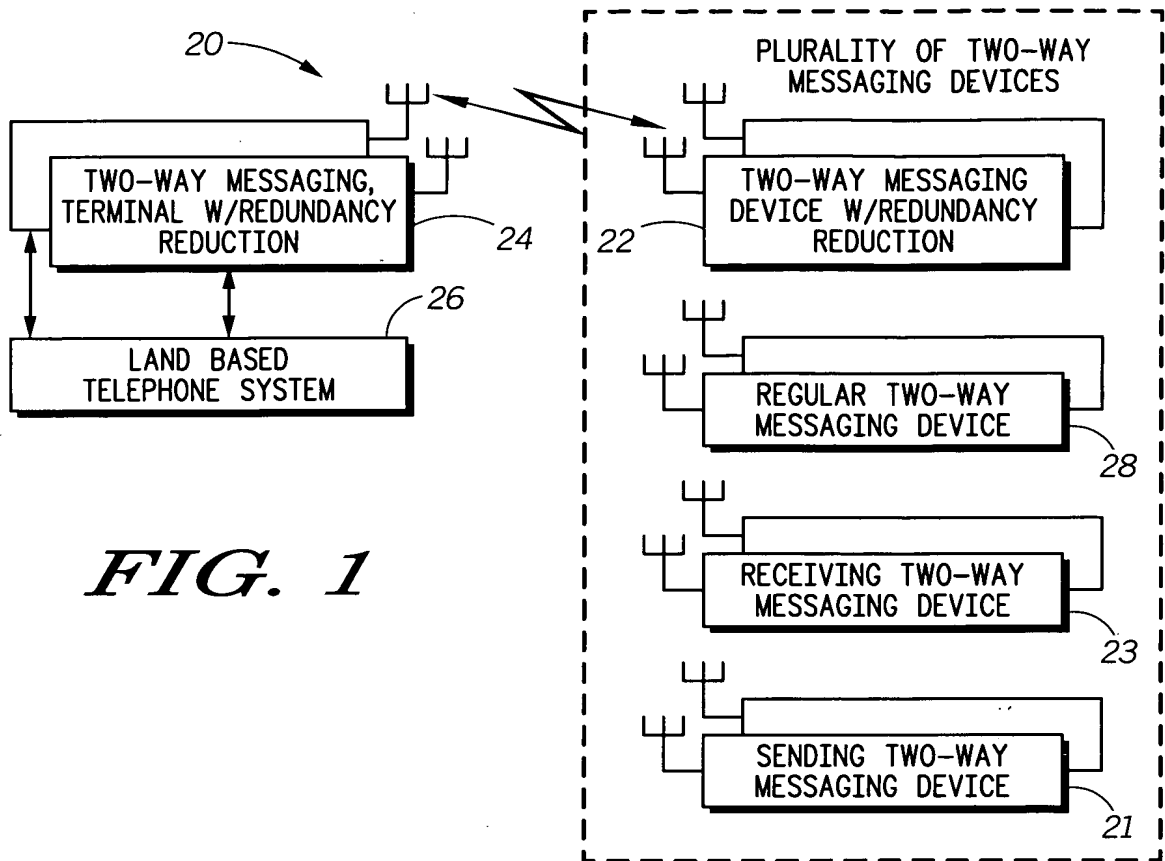 20
PLURALITY OF TWO-WAY
MESSAGING DEVICES
TWO-WAY MESSAGING,
TERMINAL W/REDUNDANCY
REDUCTION
24
TWO-WAY MESSAGING
DEVICE W/REDUNDANCY
REDUCTION
22
26
LAND BASED
TELEPHONE SYSTEM
REGULAR TWO-WAY
MESSAGING DEVICE
28
FIG. 1
RECEIVING TWO-WAY
MESSAGING DEVICE
23
SENDING TWO-WAY
MESSAGING DEVICE
21